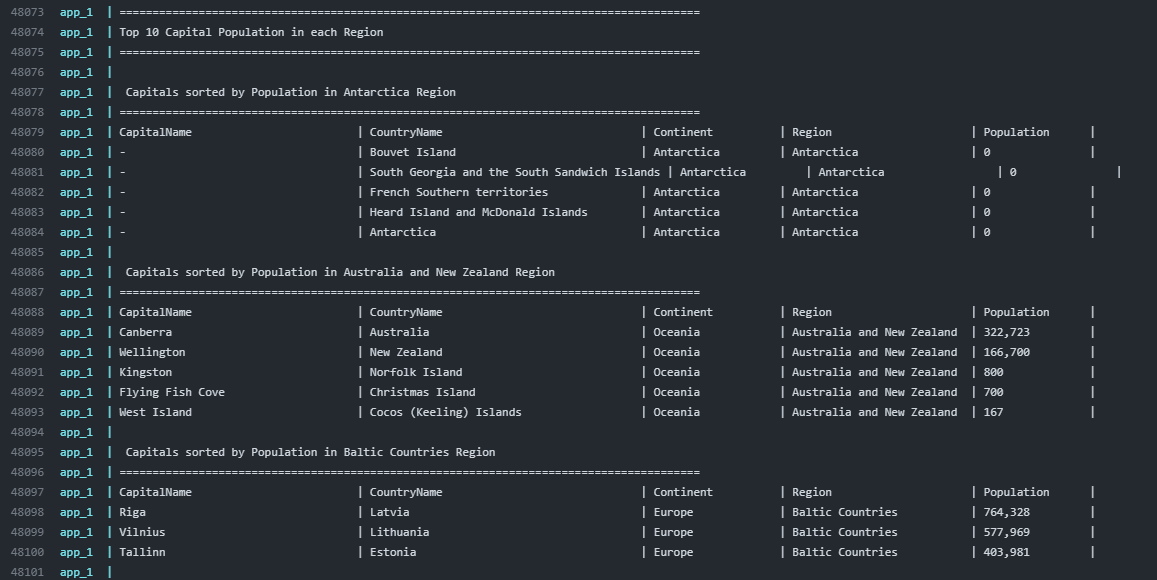 48073 app_1 | ========================================================================================
48074 app_1 | Top 10 Capital Population in each Region
48075 app_1 | ========================================================================================
48076 app_1 |
48077 app_1 | Capitals sorted by Population in Antarctica Region
48078 app_1 | ========================================================================================
48079 app_1 | CapitalName | CountryName | Continent | Region | Population |
48080 app_1 | - | Bouvet Island | Antarctica | Antarctica | 0 |
48081 app_1 | - | South Georgia and the South Sandwich Islands | Antarctica | Antarctica | 0 |
48082 app_1 | - | French Southern territories | Antarctica | Antarctica | 0 |
48083 app_1 | - | Heard Island and McDonald Islands | Antarctica | Antarctica | 0 |
48084 app_1 | - | Antarctica | Antarctica | Antarctica | 0 |
48085 app_1 |
48086 app_1 | Capitals sorted by Population in Australia and New Zealand Region
48087 app_1 | ========================================================================================
48088 app_1 | CapitalName | CountryName | Continent | Region | Population |
48089 app_1 | Canberra | Australia | Oceania | Australia and New Zealand | 322,723 |
48090 app_1 | Wellington | New Zealand | Oceania | Australia and New Zealand | 166,700 |
48091 app_1 | Kingston | Norfolk Island | Oceania | Australia and New Zealand | 800 |
48092 app_1 | Flying Fish Cove | Christmas Island | Oceania | Australia and New Zealand | 700 |
48093 app_1 | West Island | Cocos (Keeling) Islands | Oceania | Australia and New Zealand | 167 |
48094 app_1 |
48095 app_1 | Capitals sorted by Population in Baltic Countries Region
48096 app_1 | ========================================================================================
48097 app_1 | CapitalName | CountryName | Continent | Region | Population |
48098 app_1 | Riga | Latvia | Europe | Baltic Countries | 764,328 |
48099 app_1 | Vilnius | Lithuania | Europe | Baltic Countries | 577,969 |
48100 app_1 | Tallinn | Estonia | Europe | Baltic Countries | 403,981 |
48101 app_1 |